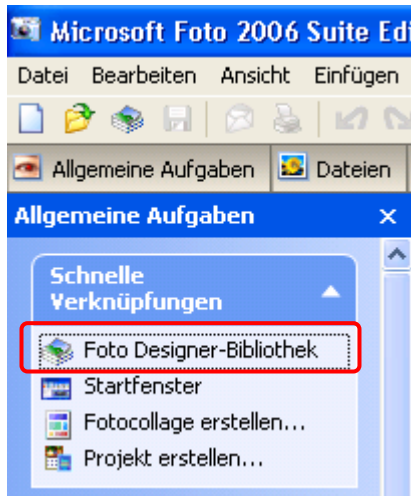 Microsoft Foto 2006 Suite Edi
Datei Bearbeiten Ansicht Einfügen
Allgemeine Aufgaben Dateien
Allgemeine Aufgaben
Schnelle
Verknüpfungen
Foto Designer-Bibliothek
Startfenster
Fotocollage erstellen...
Projekt erstellen...